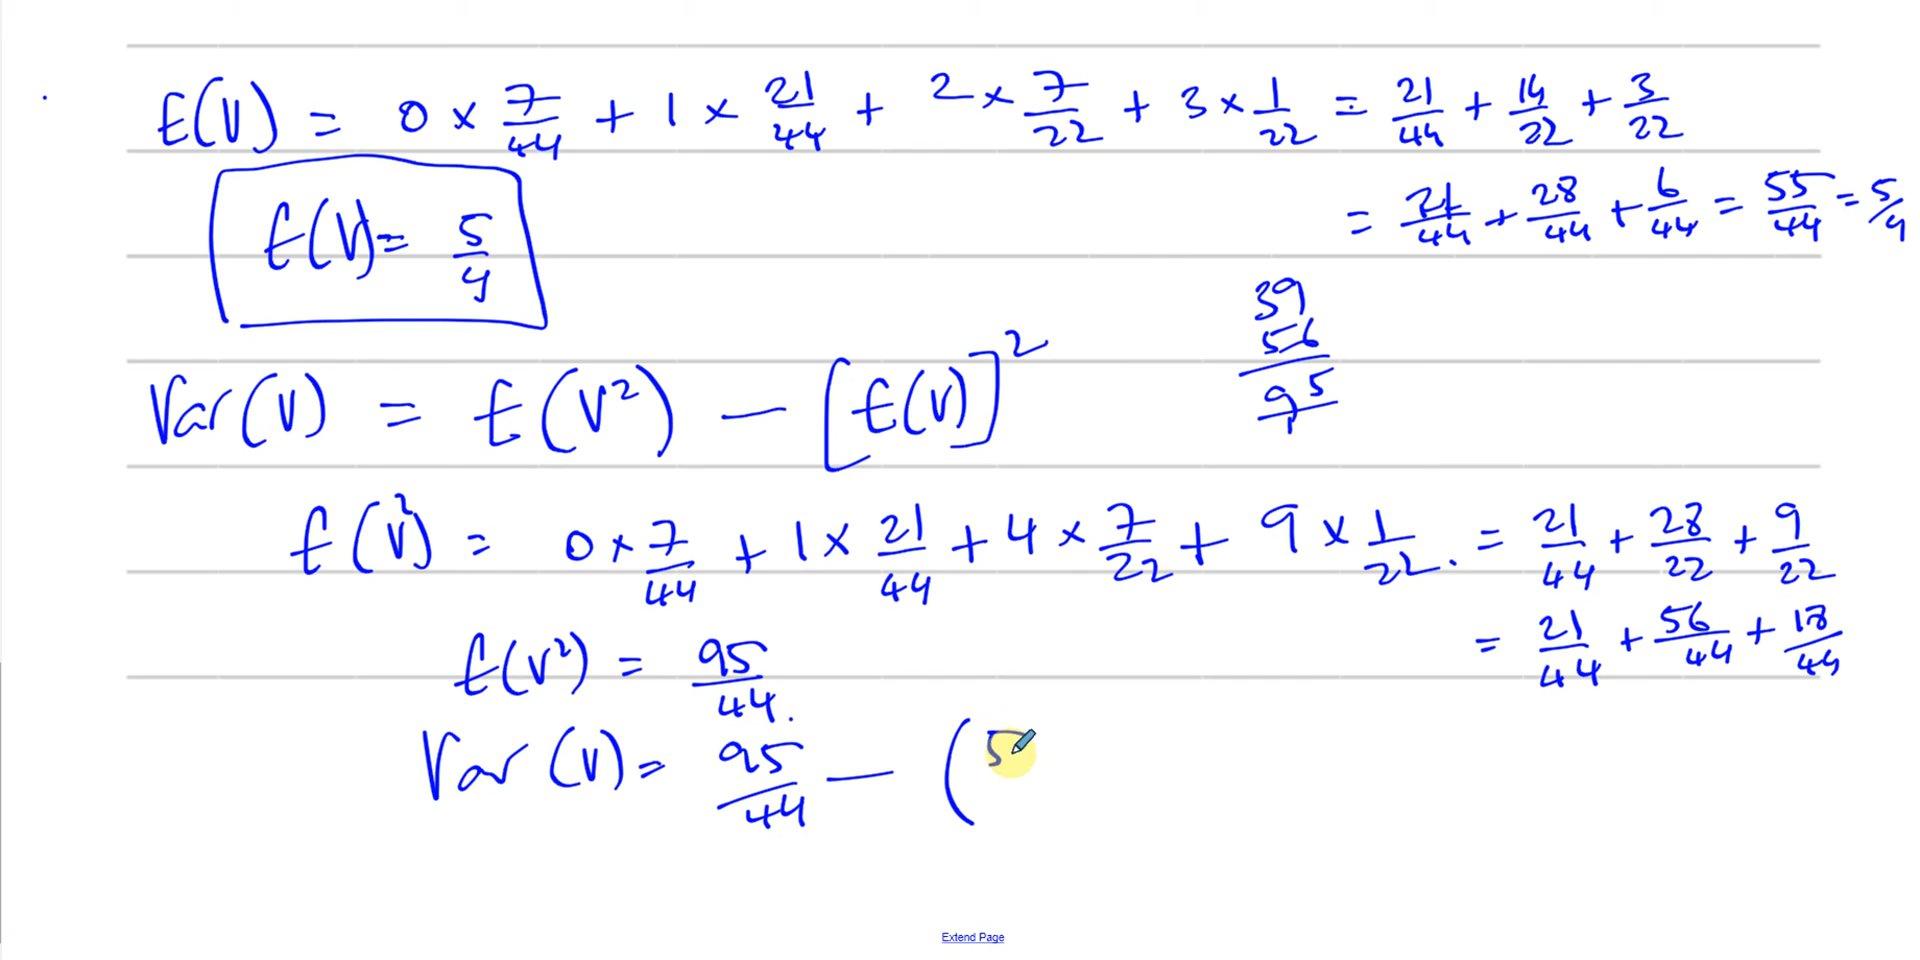 E(V) = 0 × 7/44 + 1 × 21/44 + 2 × 7/22 + 3 × 1/22 = 21/44 + 14/22 + 3/22
= 21/44 + 28/44 + 6/44 = 55/44 = 5/4
E(V) = 5/4
39
56
95
1
Var(V) = E(V²) − [E(V)]²
E(V²) = 0 × 7/44 + 1 × 21/44 + 4 × 7/22 + 9 × 1/22. = 21/44 + 28/22 + 9/22
= 21/44 + 56/44 + 18/44
E(V²) = 95/44.
Var(V) = 95/44 − (5
Extend Page